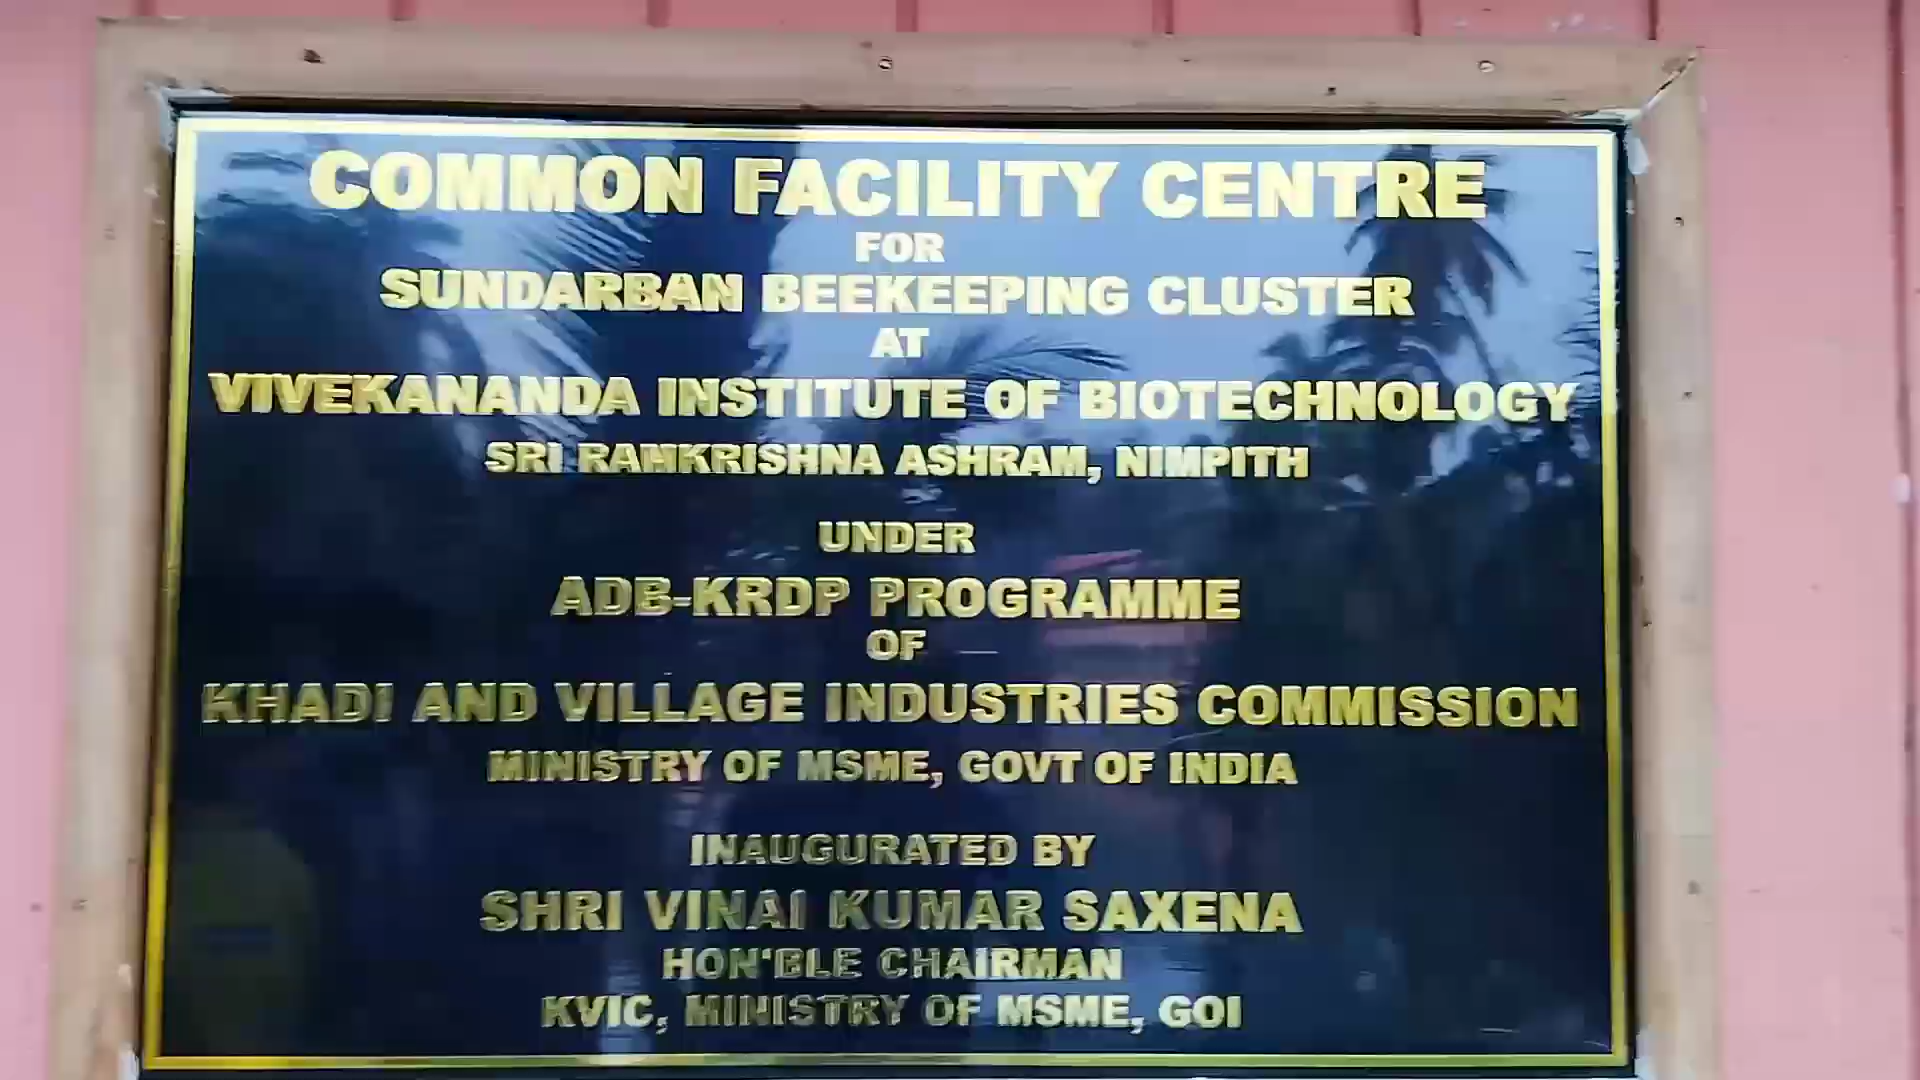 COMMON FACILITY CENTRE
FOR
SUNDARBAN BEEKEEPING CLUSTER
AT
VIVEKANANDA INSTITUTE OF BIOTECHNOLOGY
SRI RAMKRISHNA ASHRAM, NIMPITH
UNDER
ADB-KRDP PROGRAMME
OF
KHADI AND VILLAGE INDUSTRIES COMMISSION
MINISTRY OF MSME, GOVT OF INDIA
INAUGURATED BY
SHRI VINAI KUMAR SAXENA
HON'BLE CHAIRMAN
KVIC, MINISTRY OF MSME, GOI